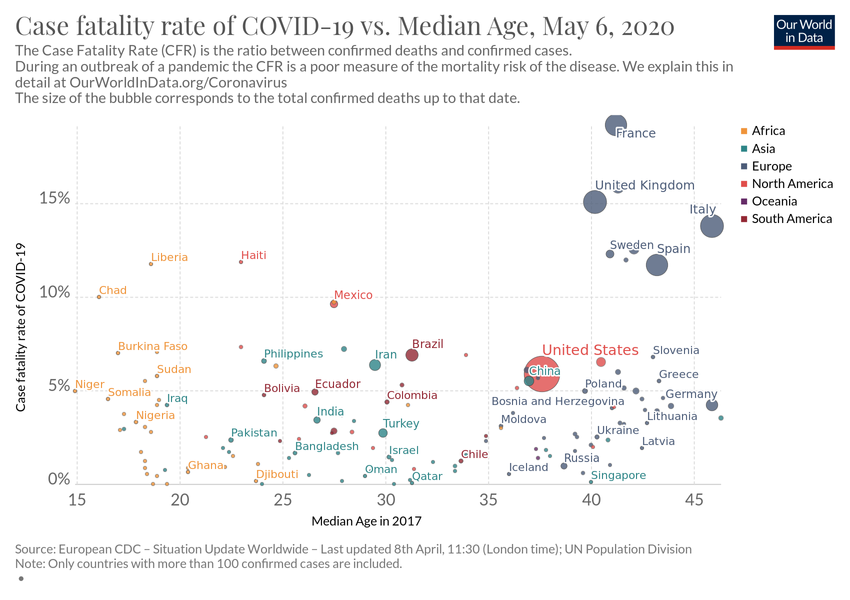 Case fatality rate of COVID-19 vs. Median Age, May 6, 2020
Our World
in Data
The Case Fatality Rate (CFR) is the ratio between confirmed deaths and confirmed cases.
During an outbreak of a pandemic the CFR is a poor measure of the mortality risk of the disease. We explain this in
detail at OurWorldInData.org/Coronavirus
The size of the bubble corresponds to the total confirmed deaths up to that date.
France
Africa
Asia
Europe
North America
Oceania
South America
15%
United Kingdom
Italy
Sweden
Spain
Liberia
Haiti
10%
Chad
Mexico
Burkina Faso
Philippines
Iran
Brazil
United States
Slovenia
Sudan
China
Greece
5%
Niger
Somalia
Iraq
Bolivia
Ecuador
Colombia
Poland
Germany
Bosnia and Herzegovina
Nigeria
India
Turkey
Moldova
Lithuania
Pakistan
Ukraine
Bangladesh
Israel
Latvia
Chile
Russia
Ghana
Djibouti
Oman
Qatar
Iceland
Singapore
0%
15
20
25
30
35
40
45
Case fatality rate of COVID-19
Median Age in 2017
Source: European CDC – Situation Update Worldwide – Last updated 8th April, 11:30 (London time); UN Population Division
Note: Only countries with more than 100 confirmed cases are included.